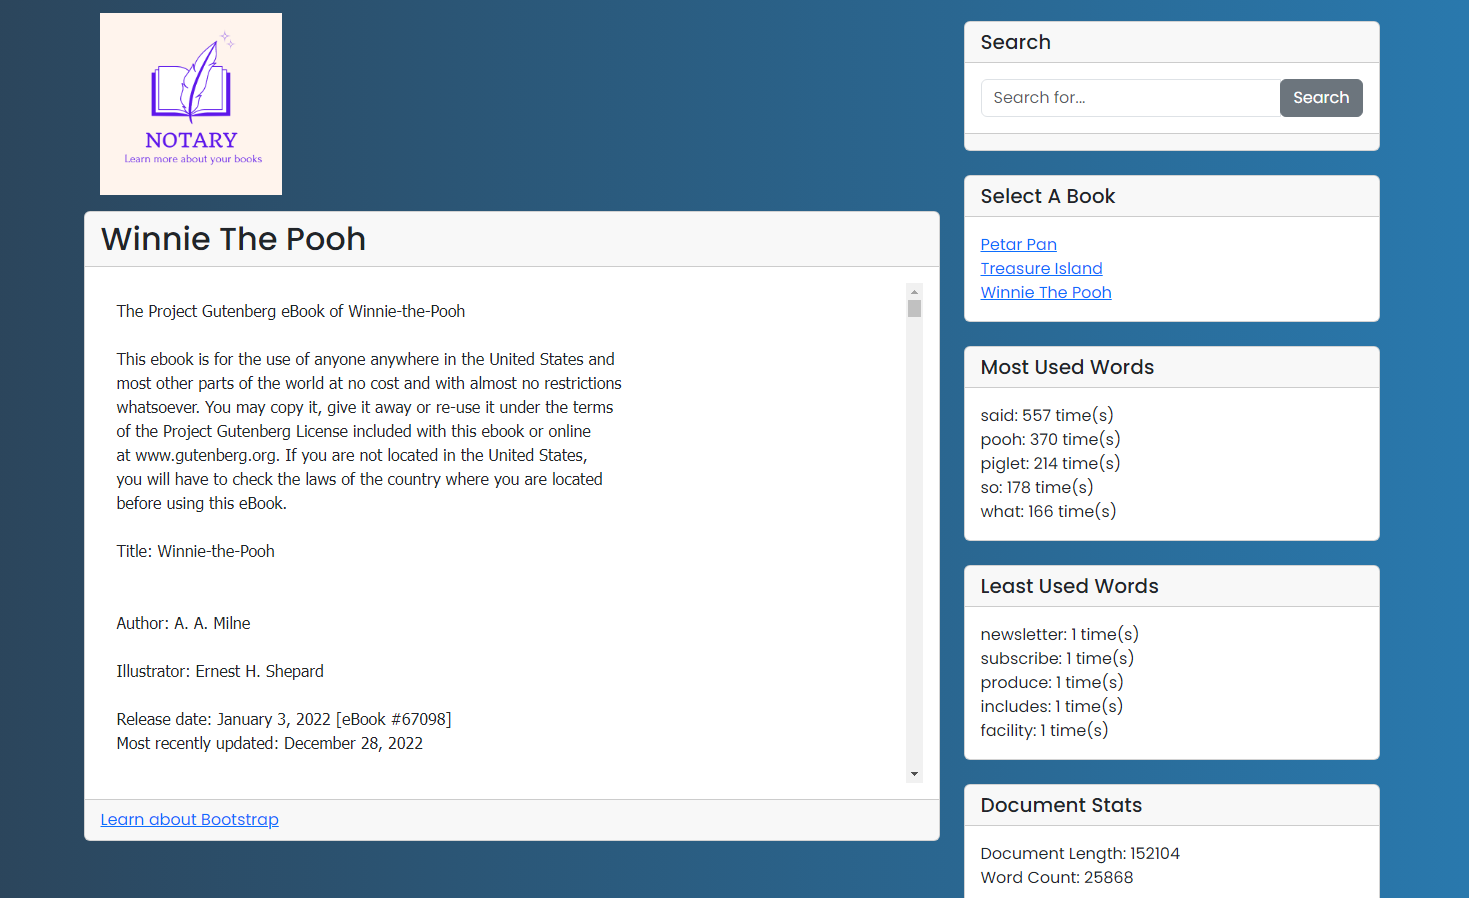 NOTARY
Learn more about your books
Winnie The Pooh
The Project Gutenberg eBook of Winnie-the-Pooh
This ebook is for the use of anyone anywhere in the United States and
most other parts of the world at no cost and with almost no restrictions
whatsoever. You may copy it, give it away or re-use it under the terms
of the Project Gutenberg License included with this ebook or online
at www.gutenberg.org. If you are not located in the United States,
you will have to check the laws of the country where you are located
before using this eBook.
Title: Winnie-the-Pooh
Author: A. A. Milne
Illustrator: Ernest H. Shepard
Release date: January 3, 2022 [eBook #67098]
Most recently updated: December 28, 2022
Learn about Bootstrap
Search
Search for...
Search
Select A Book
Petar Pan
Treasure Island
Winnie The Pooh
Most Used Words
said: 557 time(s)
pooh: 370 time(s)
piglet: 214 time(s)
so: 178 time(s)
what: 166 time(s)
Least Used Words
newsletter: 1 time(s)
subscribe: 1 time(s)
produce: 1 time(s)
includes: 1 time(s)
facility: 1 time(s)
Document Stats
Document Length: 152104
Word Count: 25868